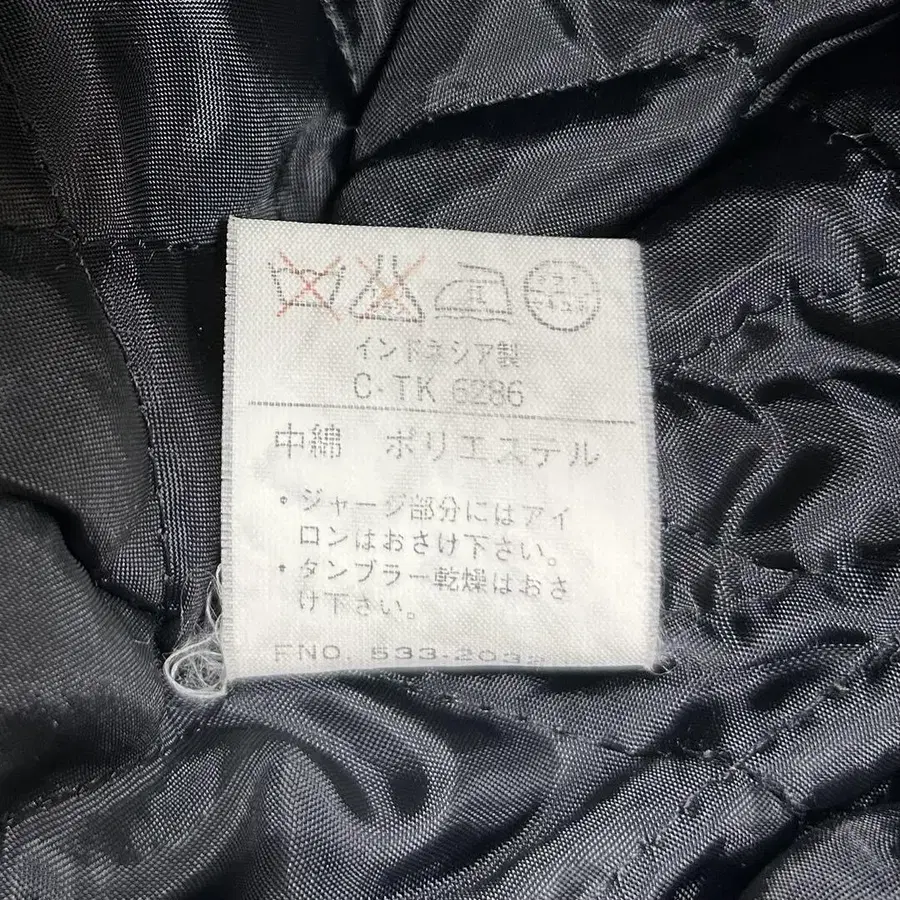 インドネシア製
C・TK 6286
中綿 ポリエステル
・ジャージ部分にはアイ
ロンはおさけ下さい。
・タンブラー乾燥はおさ
け下さい。
FNO. 533-203